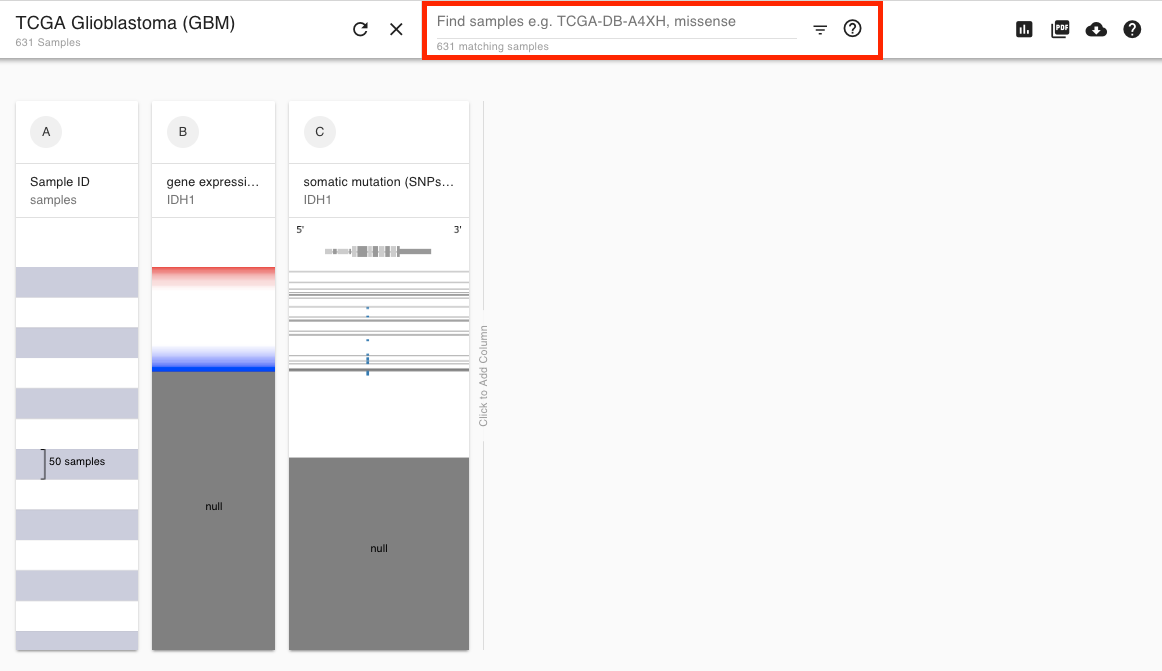 TCGA Glioblastoma (GBM)
631 Samples
Find samples e.g. TCGA-DB-A4XH, missense
631 matching samples
PDF
A
Sample ID
samples
50 samples
B
gene expressi...
IDH1
null
C
somatic mutation (SNPs...
IDH1
5' 3'
null
Click to Add Column